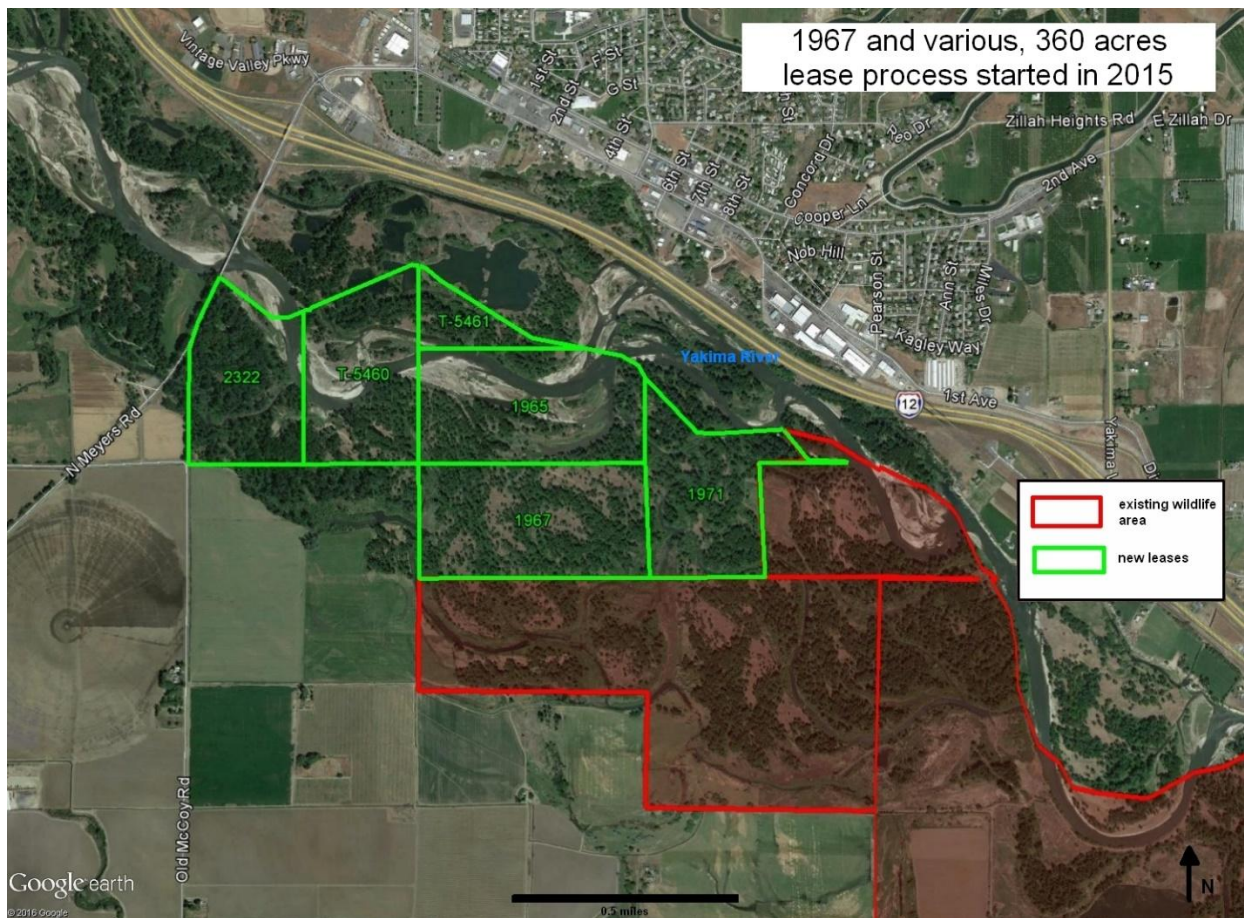 1967 and various, 360 acres
lease process started in 2015
Vintage Valley Pkwy
1st St
2nd St
F St
G St
4th St
6th St
7th St
8th St
Concord Dr
Reo Dr
Zillah Heights Rd
E Zillah Dr
2nd Ave
Cooper Ln
Nob Hill
Pearson St
Ann St
Miles Dr
Kagley Way
T-5461
Yakima River
2322
T-5460
1965
12
1st Ave
N Meyers Rd
1971
1967
existing wildlife
area
new leases
Old McCoy Rd
Google earth
© 2016 Google
0.5 miles
N